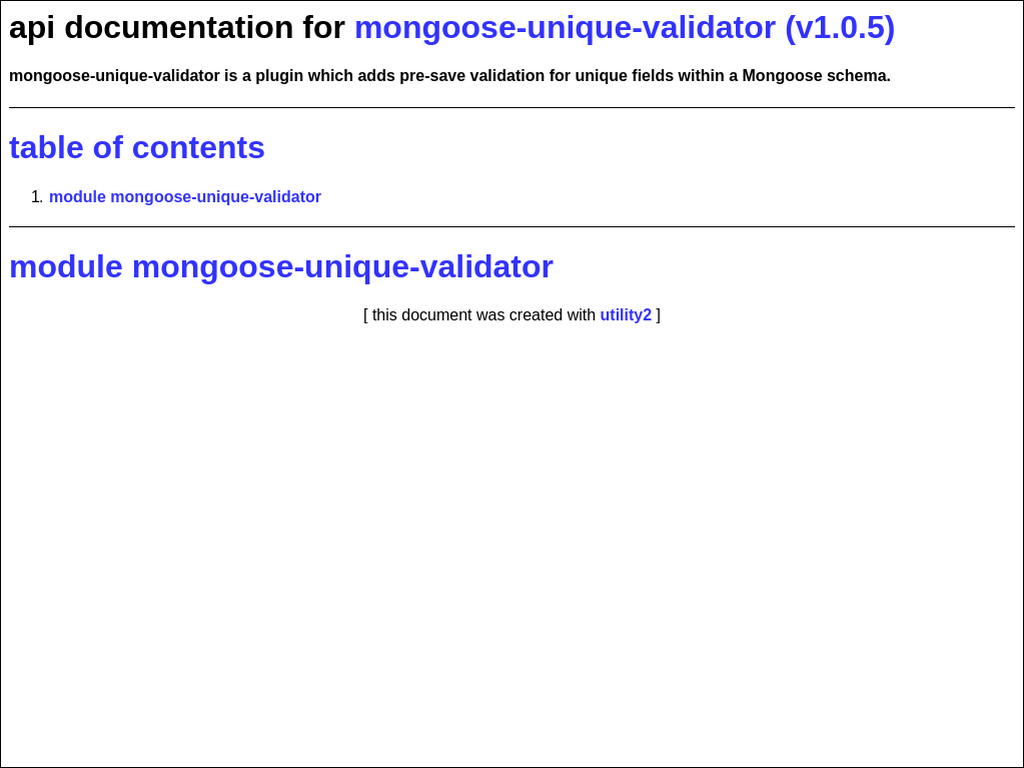 api documentation for mongoose-unique-validator (v1.0.5)
mongoose-unique-validator is a plugin which adds pre-save validation for unique fields within a Mongoose schema.
table of contents
1. module mongoose-unique-validator
module mongoose-unique-validator
[ this document was created with utility2 ]